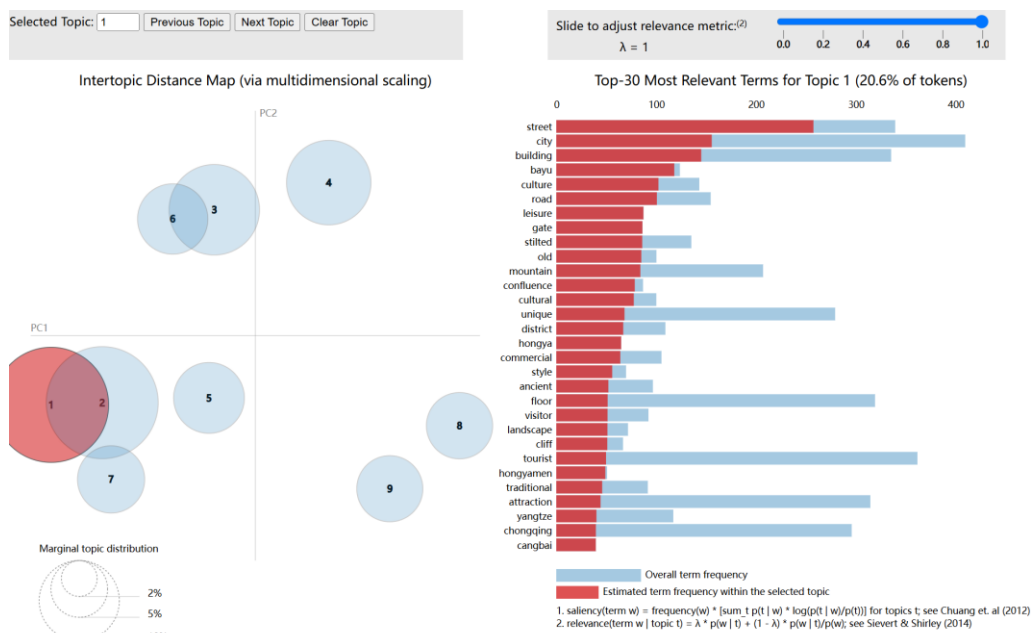 Selected Topic: 1 Previous Topic Next Topic Clear Topic
Slide to adjust relevance metric:(2)
λ = 1
0.0 0.2 0.4 0.6 0.8 1.0
Intertopic Distance Map (via multidimensional scaling)
PC2
PC1
4
3
6
1
2
5
7
8
9
Marginal topic distribution
2%
5%
Top-30 Most Relevant Terms for Topic 1 (20.6% of tokens)
0 100 200 300 400
street
city
building
bayu
culture
road
leisure
gate
stilted
old
mountain
confluence
cultural
unique
district
hongya
commercial
style
ancient
floor
visitor
landscape
cliff
tourist
hongyamen
traditional
attraction
yangtze
chongqing
cangbai
Overall term frequency
Estimated term frequency within the selected topic
1. saliency(term w) = frequency(w) * [sum_t p(t | w) * log(p(t | w)/p(t))] for topics t; see Chuang et. al (2012)
2. relevance(term w | topic t) = λ * p(w | t) + (1 - λ) * p(w | t)/p(w); see Sievert & Shirley (2014)